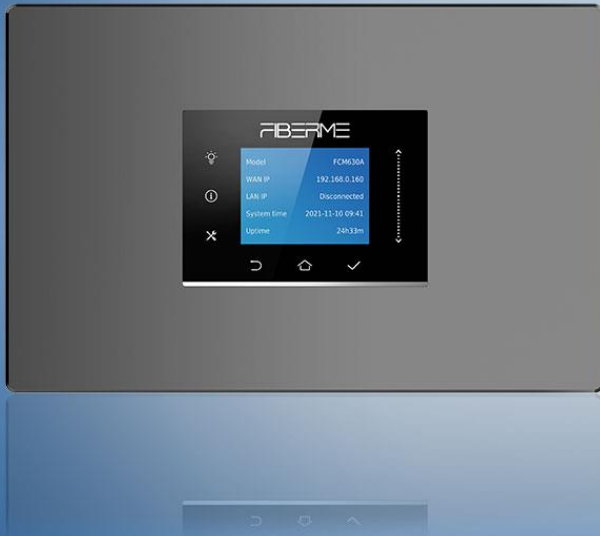 FIBERME
Model FCM630A
WAN IP 192.168.0.160
LAN IP Disconnected
System time 2021-11-10 09:41
Uptime 24h33m